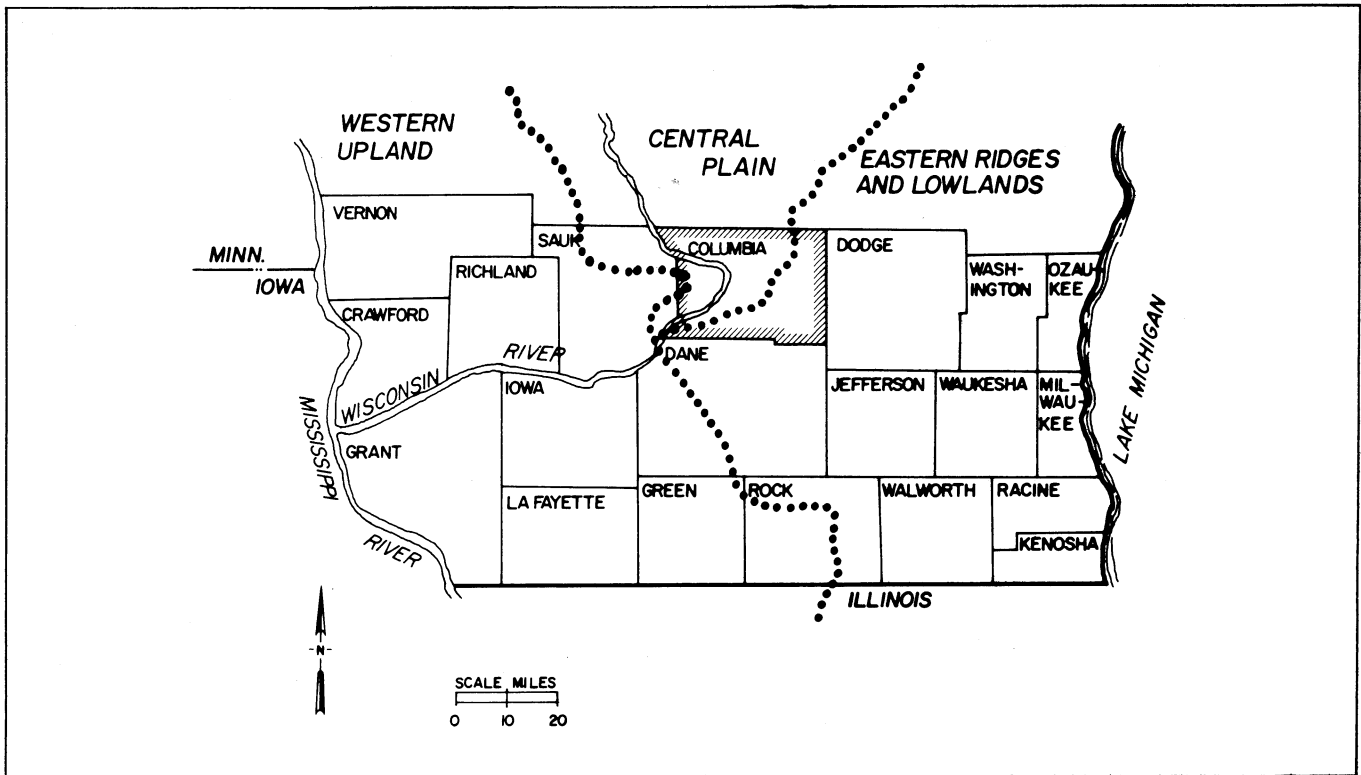 WESTERN
UPLAND
CENTRAL
PLAIN
EASTERN RIDGES
AND LOWLANDS
VERNON
SAUK
COLUMBIA
DODGE
MINN.
IOWA
RICHLAND
WASH-
INGTON
OZAU-
KEE
CRAWFORD
RIVER
DANE
WISCONSIN
IOWA
JEFFERSON
WAUKESHA
MIL-
WAU-
KEE
LAKE MICHIGAN
MISSISSIPPI
GRANT
LA FAYETTE
GREEN
ROCK
WALWORTH
RACINE
RIVER
KENOSHA
ILLINOIS
N
SCALE MILES
0 10 20